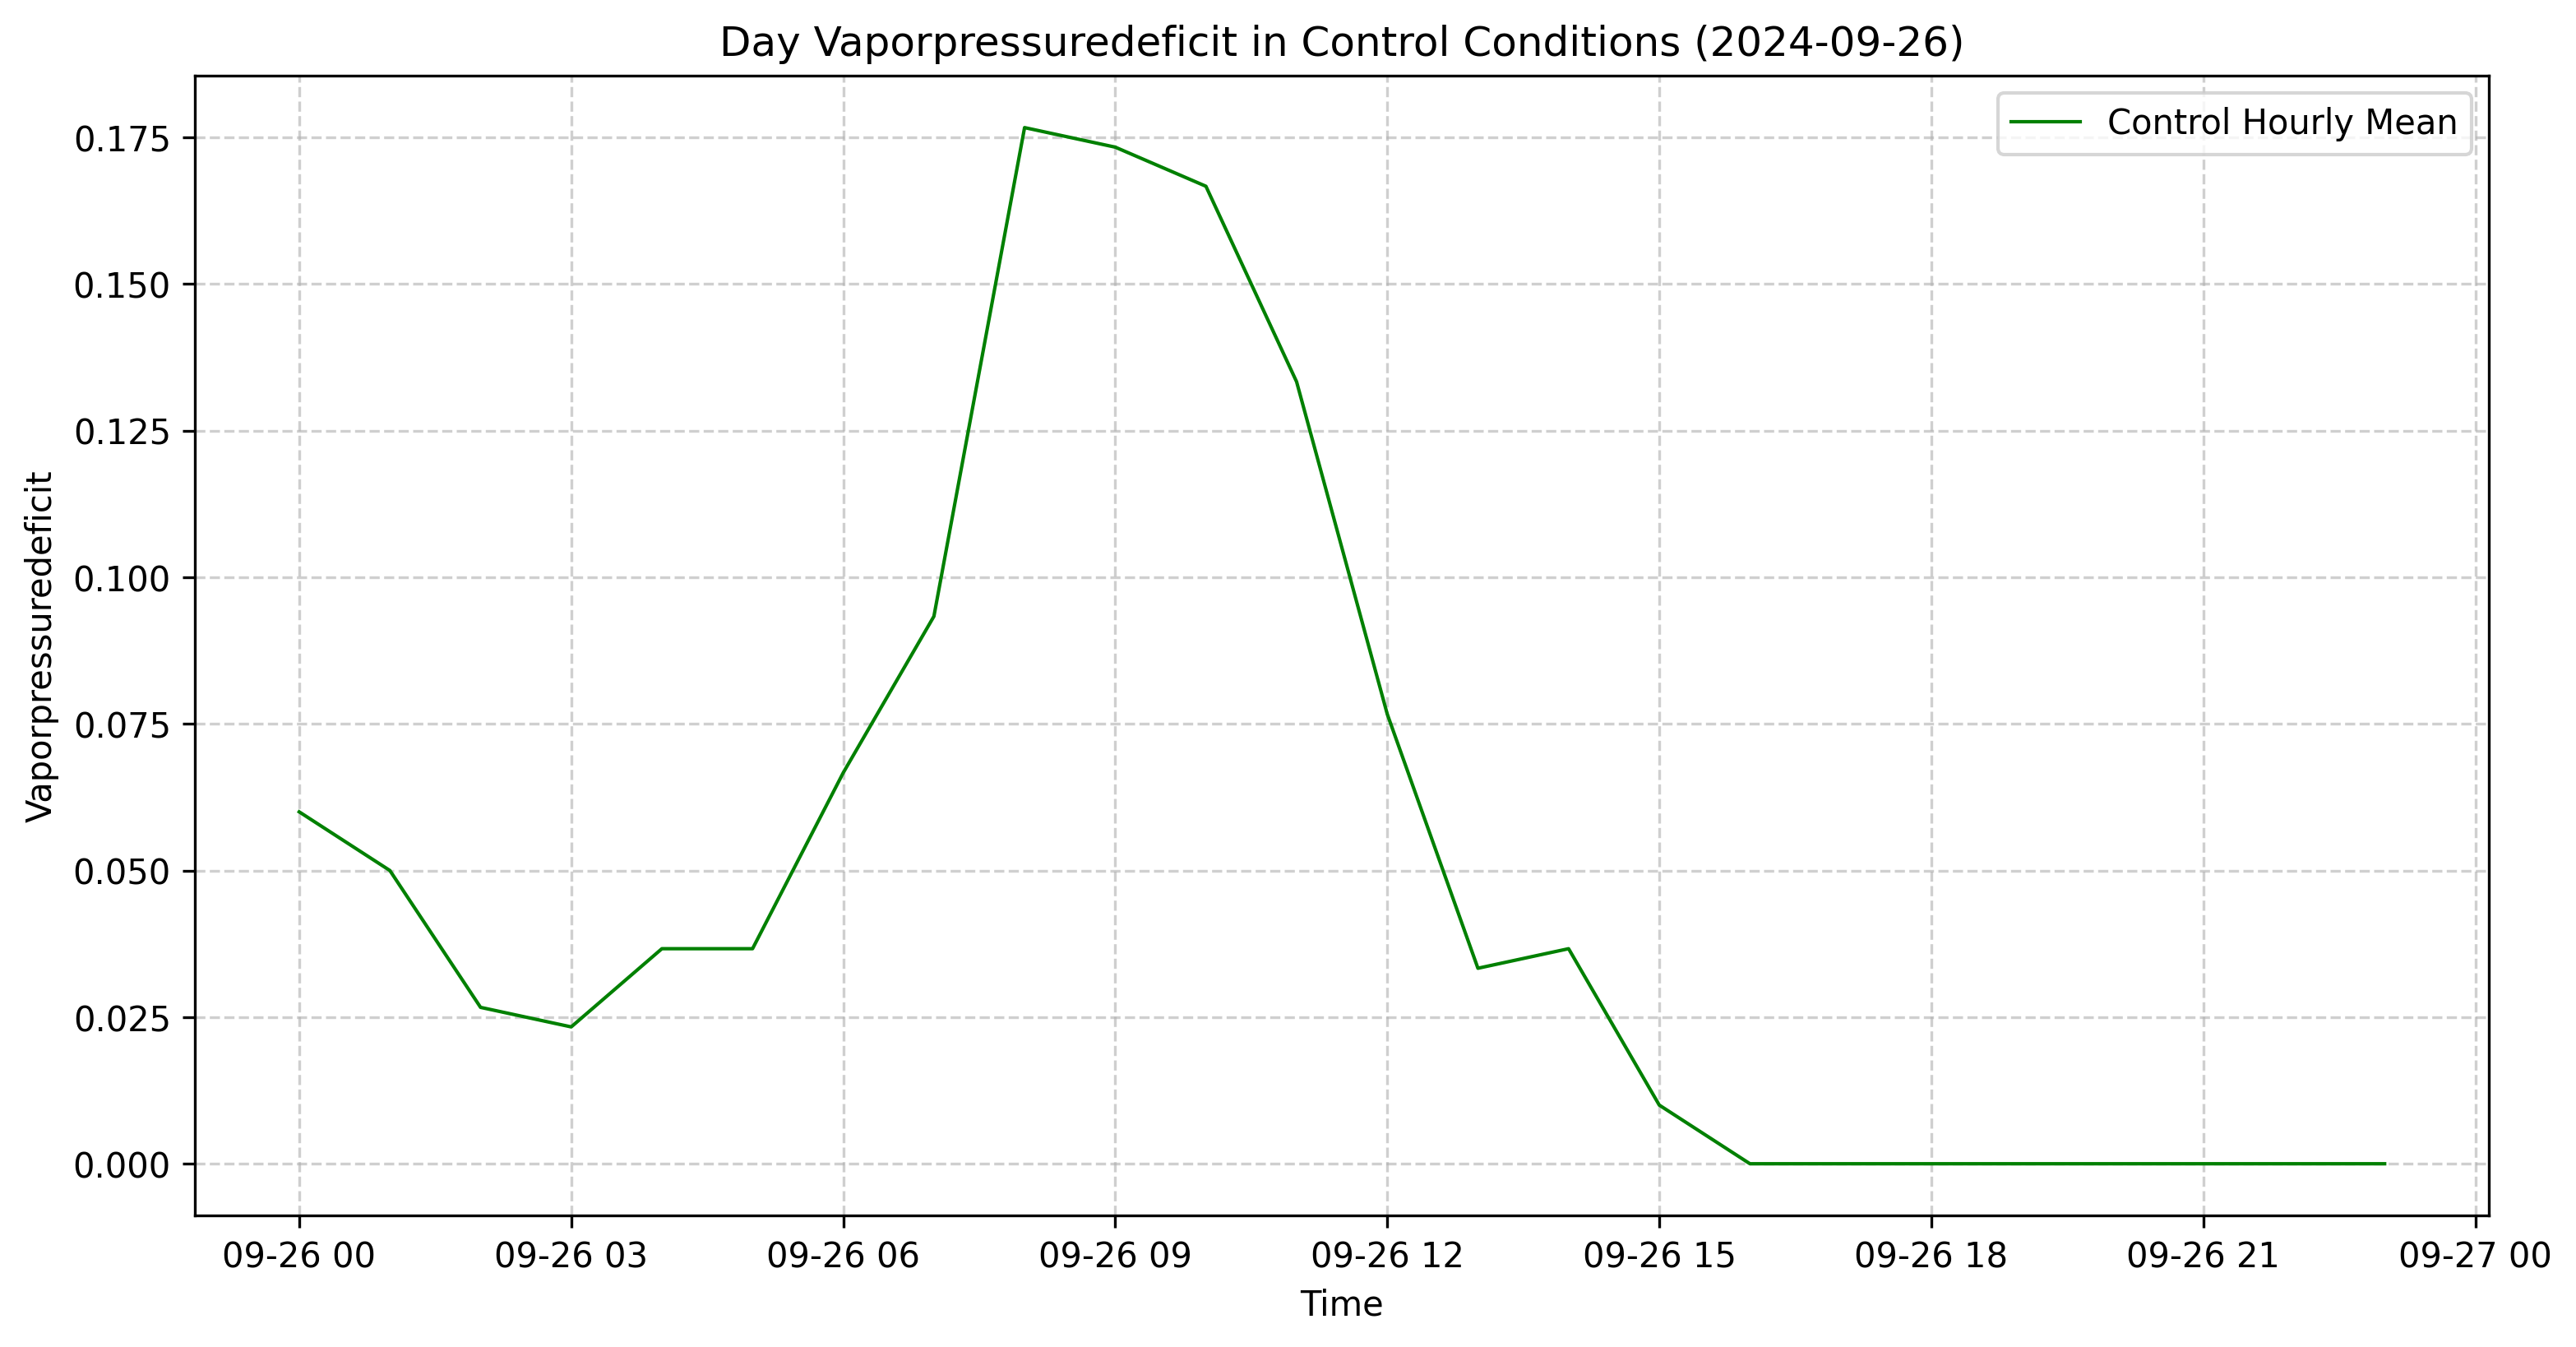 Day Vaporpressuredeficit in Control Conditions (2024-09-26)
Control Hourly Mean
0.175
0.150
0.125
0.100
0.075
0.050
0.025
0.000
Vaporpressuredeficit
09-26 00 09-26 03 09-26 06 09-26 09 09-26 12 09-26 15 09-26 18 09-26 21 09-27 00
Time